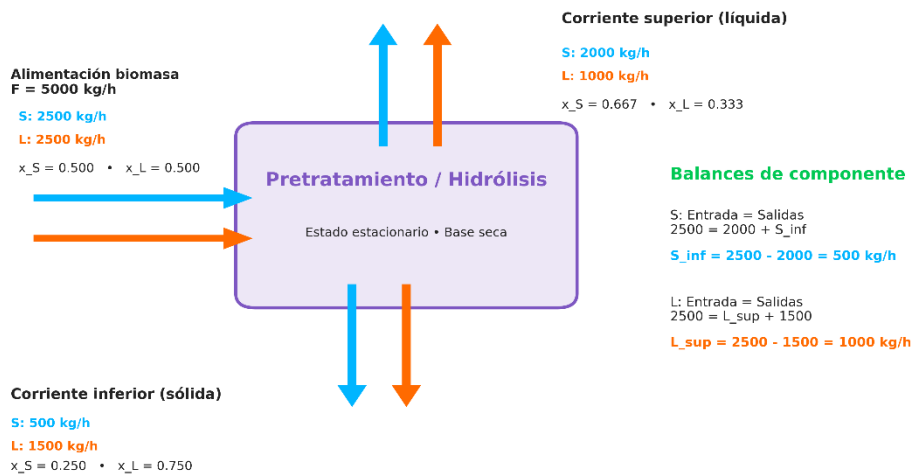 Alimentación biomasa
F = 5000 kg/h
S: 2500 kg/h
L: 2500 kg/h
x_S = 0.500 • x_L = 0.500
Corriente superior (líquida)
S: 2000 kg/h
L: 1000 kg/h
x_S = 0.667 • x_L = 0.333
Pretratamiento / Hidrólisis
Estado estacionario • Base seca
Balances de componente
S: Entrada = Salidas
2500 = 2000 + S_inf
S_inf = 2500 - 2000 = 500 kg/h
L: Entrada = Salidas
2500 = L_sup + 1500
L_sup = 2500 - 1500 = 1000 kg/h
Corriente inferior (sólida)
S: 500 kg/h
L: 1500 kg/h
x_S = 0.250 • x_L = 0.750